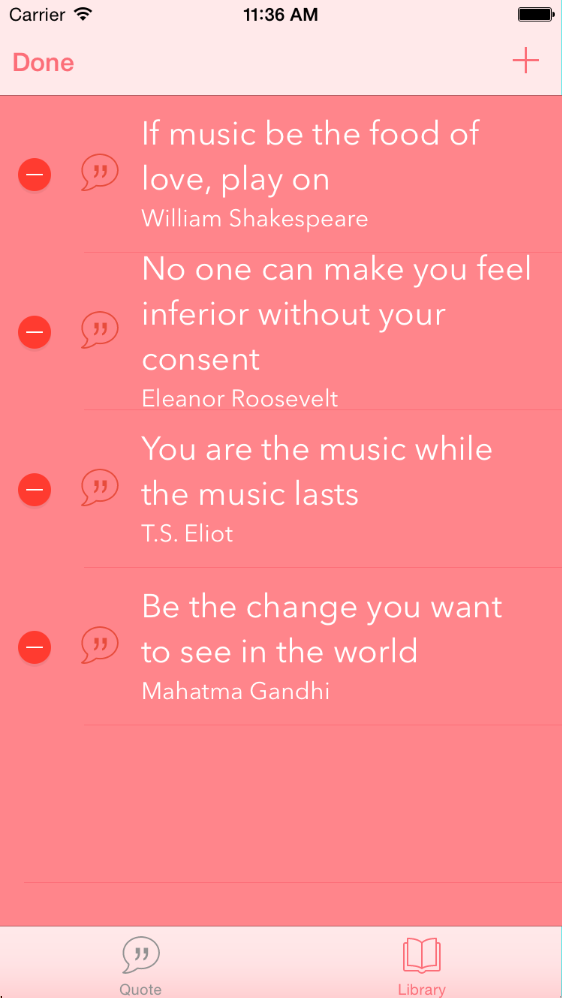 Carrier 11:36 AM
Done +
If music be the food of
love, play on
William Shakespeare
No one can make you feel
inferior without your
consent
Eleanor Roosevelt
You are the music while
the music lasts
T.S. Eliot
Be the change you want
to see in the world
Mahatma Gandhi
Quote Library